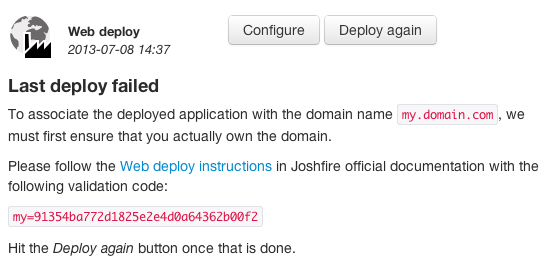 Web deploy
2013-07-08 14:37
Configure
Deploy again
Last deploy failed
To associate the deployed application with the domain name my.domain.com, we
must first ensure that you actually own the domain.
Please follow the Web deploy instructions in Joshfire official documentation with the
following validation code:
my=91354ba772d1825e2e4d0a64362b00f2
Hit the Deploy again button once that is done.